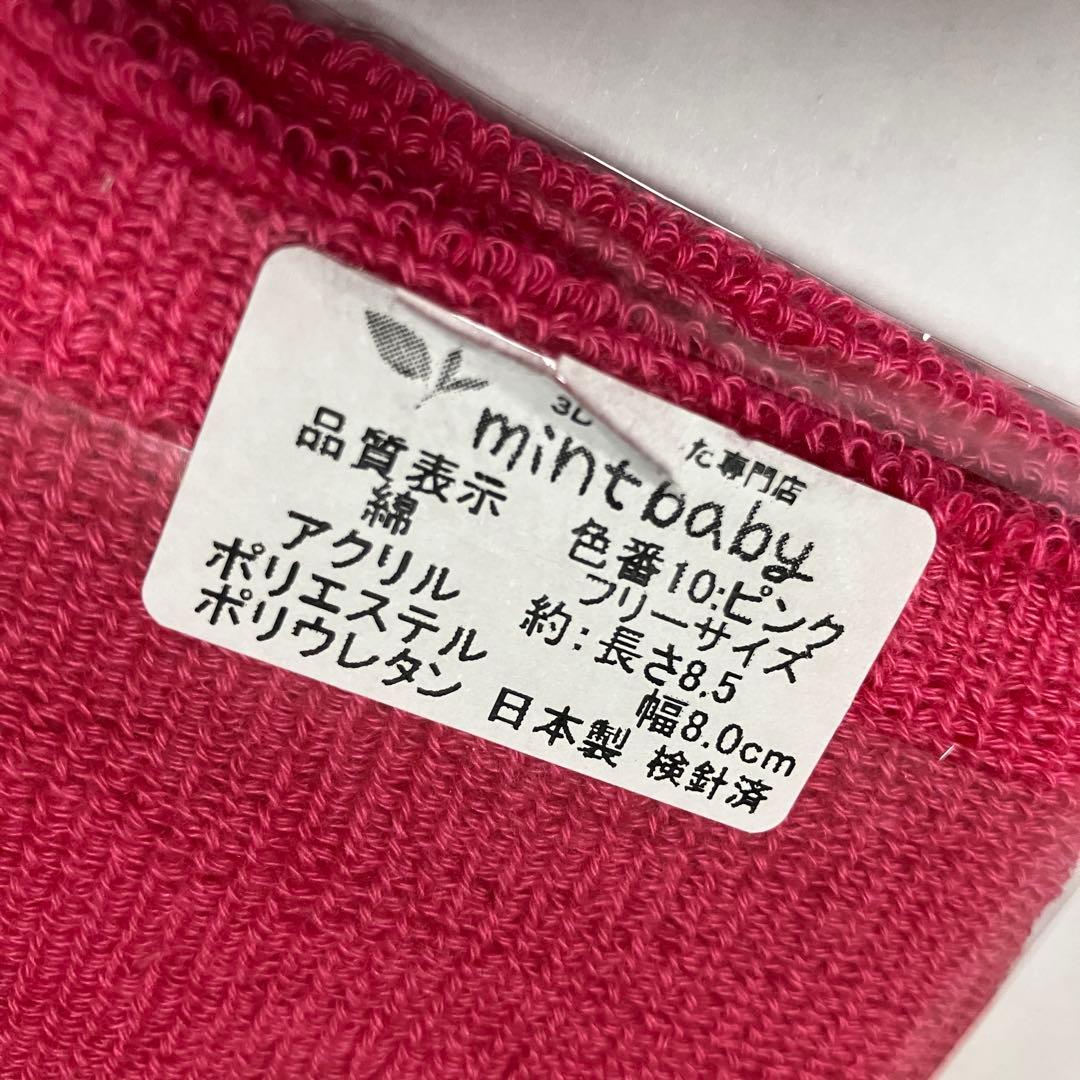 3
た専門店
mintbaby
品質表示
綿
アクリル
ポリエステル
ポリウレタン
色番10:ピンク
フリーサイズ
約:長さ8.5
幅8.0cm
日本製 検針済